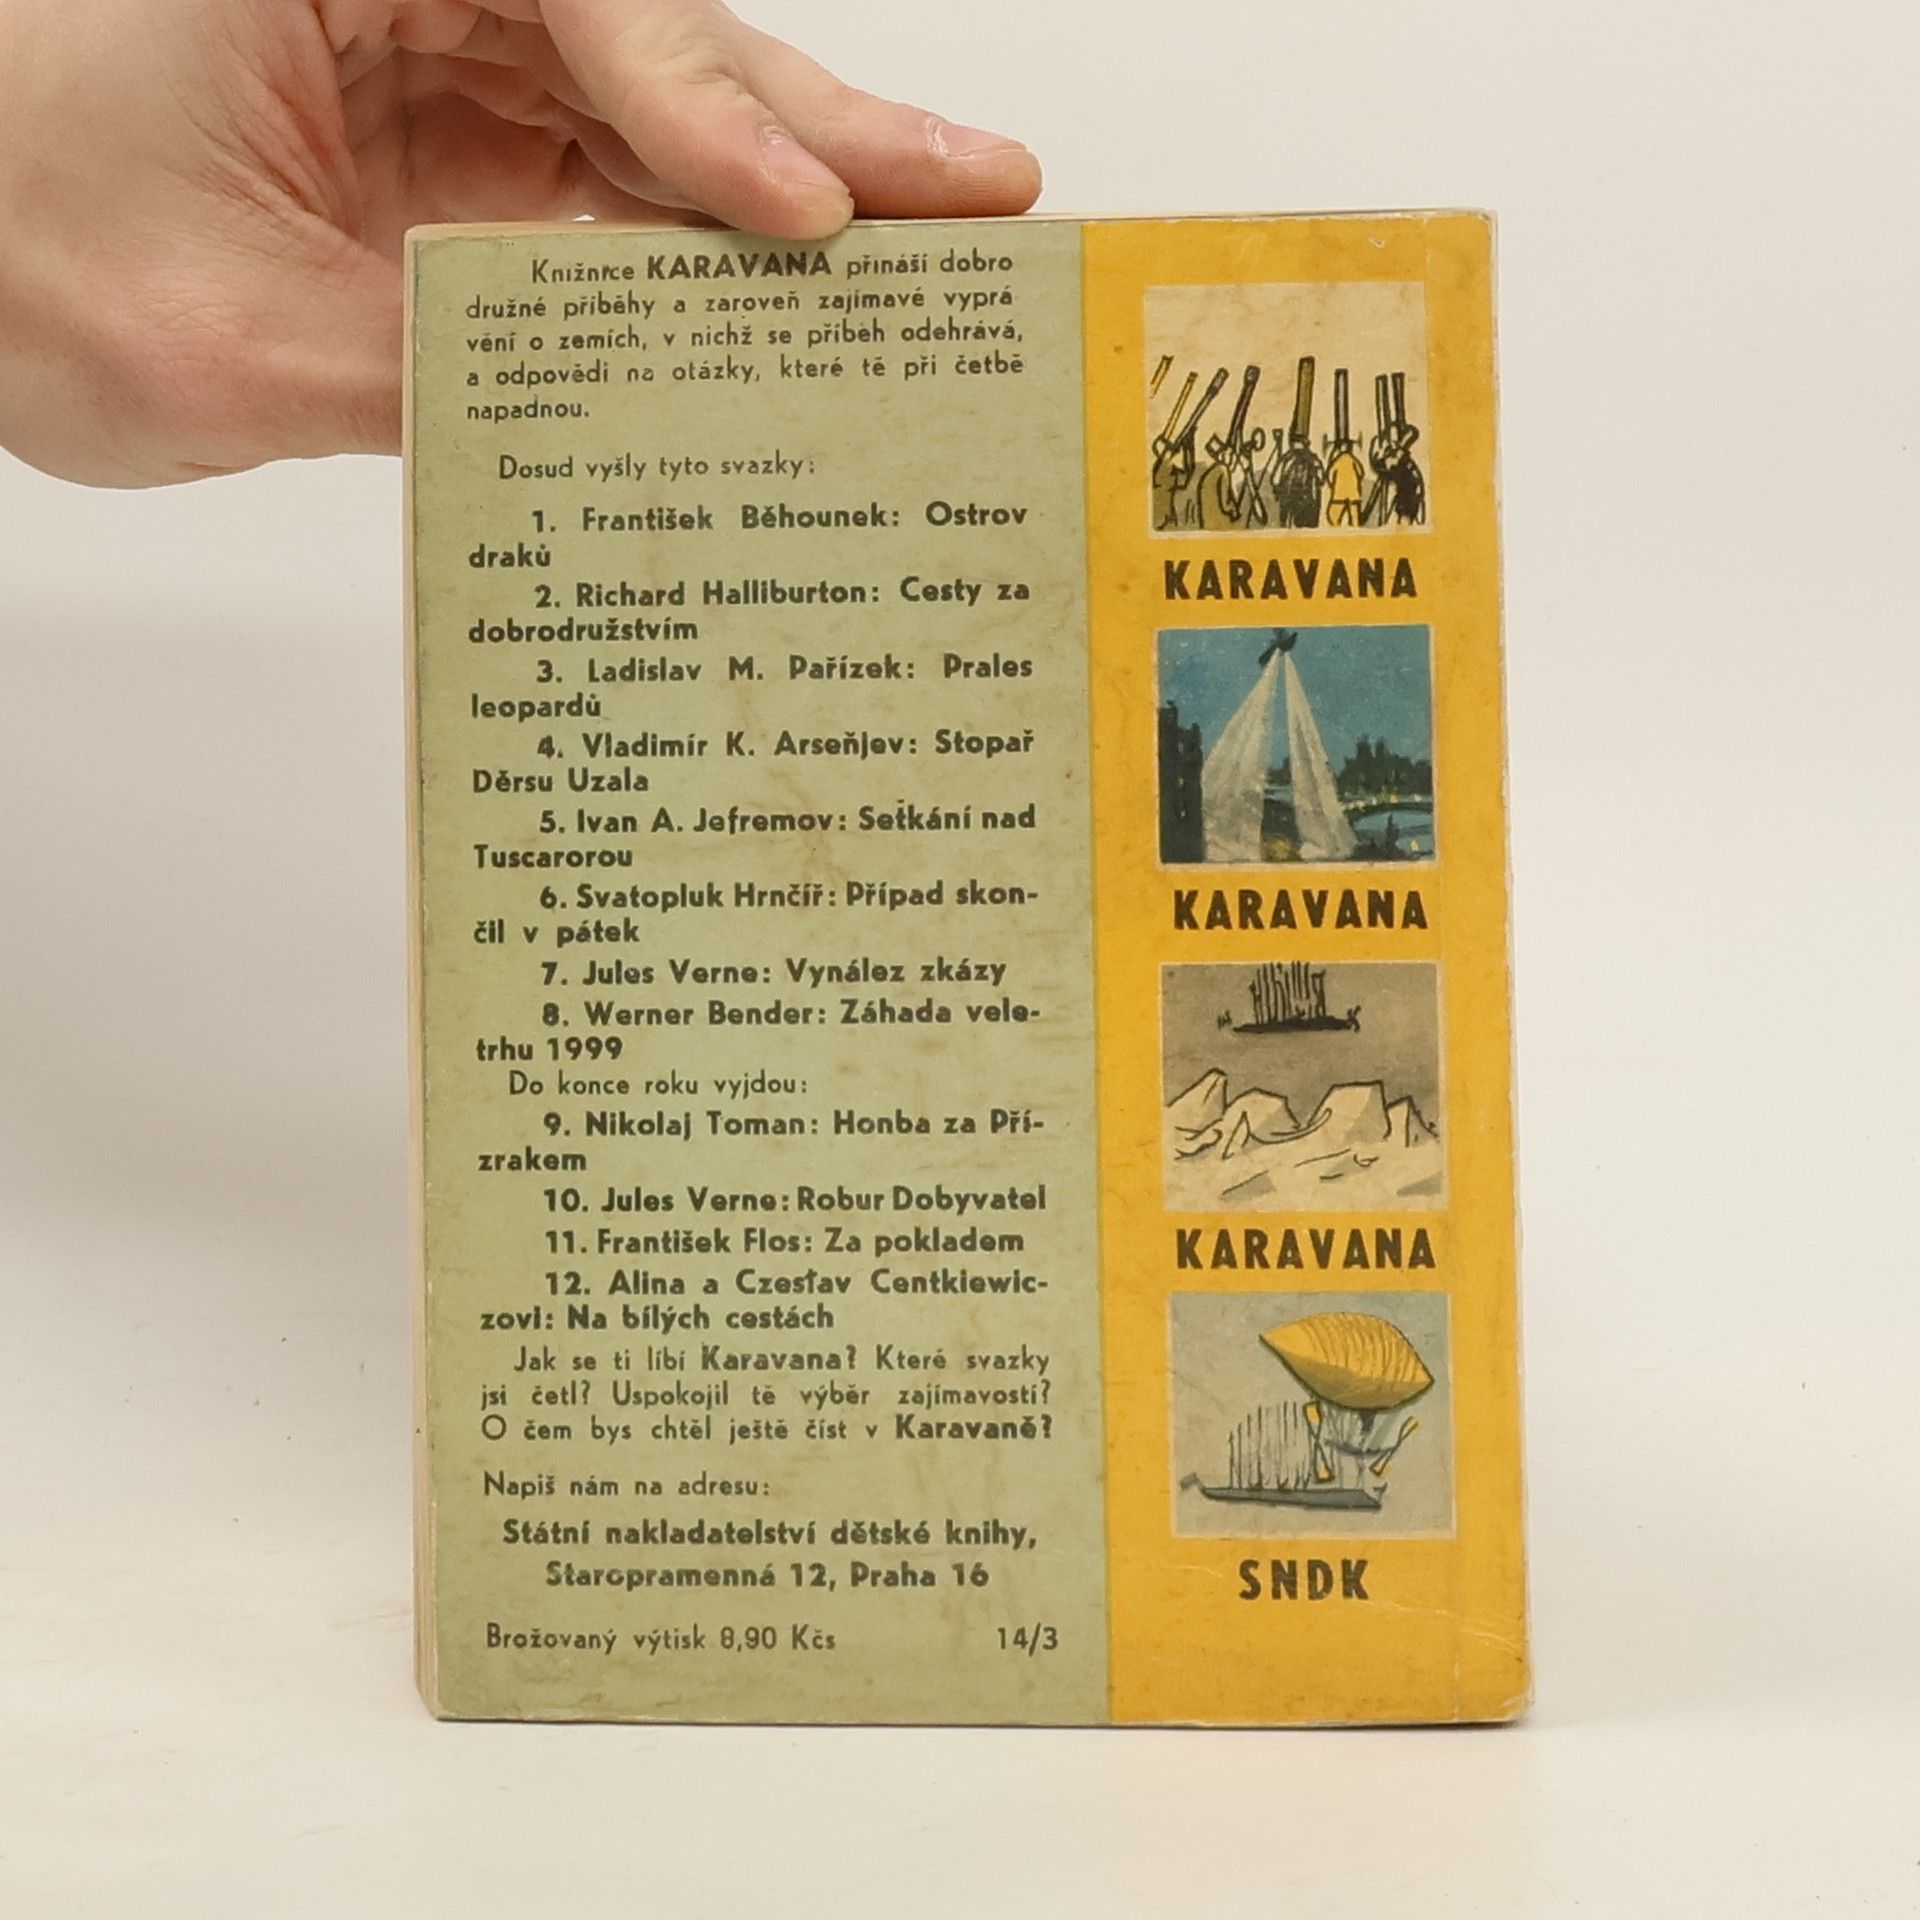 Knižnice KARAVANA přináší dobro
družné příběhy a zároveň zajímavé vyprá
vění o zemích, v nichž se příběh odehrává,
a odpovědi na otázky, které tě při četbě
napadnou.
Dosud vyšly tyto svazky:
1. František Běhounek: Ostrov
draků
2. Richard Halliburton: Cesty za
dobrodružstvím
3. Ladislav M. Pařízek: Prales
leopardů
4. Vladimír K. Arseňjev: Stopař
Děrsu Uzala
5. Ivan A. Jefremov: Setkání nad
Tuscarorou
6. Svatopluk Hrnčíř: Případ skon-
čil v pátek
7. Jules Verne: Vynález zkázy
8. Werner Bender: Záhada vele-
trhu 1999
Do konce roku vyjdou:
9. Nikolaj Toman: Honba za Pří-
zrakem
10. Jules Verne: Robur Dobyvatel
11. František Flos: Za pokladem
12. Alina a Czesław Centkiewic-
zovi: Na bílých cestách
Jak se ti líbí Karavana? Které svazky
jsi četl? Uspokojil tě výběr zajímavostí?
O čem bys chtěl ještě číst v Karavaně?
Napiš nám na adresu:
Státní nakladatelství dětské knihy,
Staropramenná 12, Praha 16
Brožovaný výtisk 8,90 Kčs 14/3
KARAVANA
KARAVANA
KARAVANA
SNDK